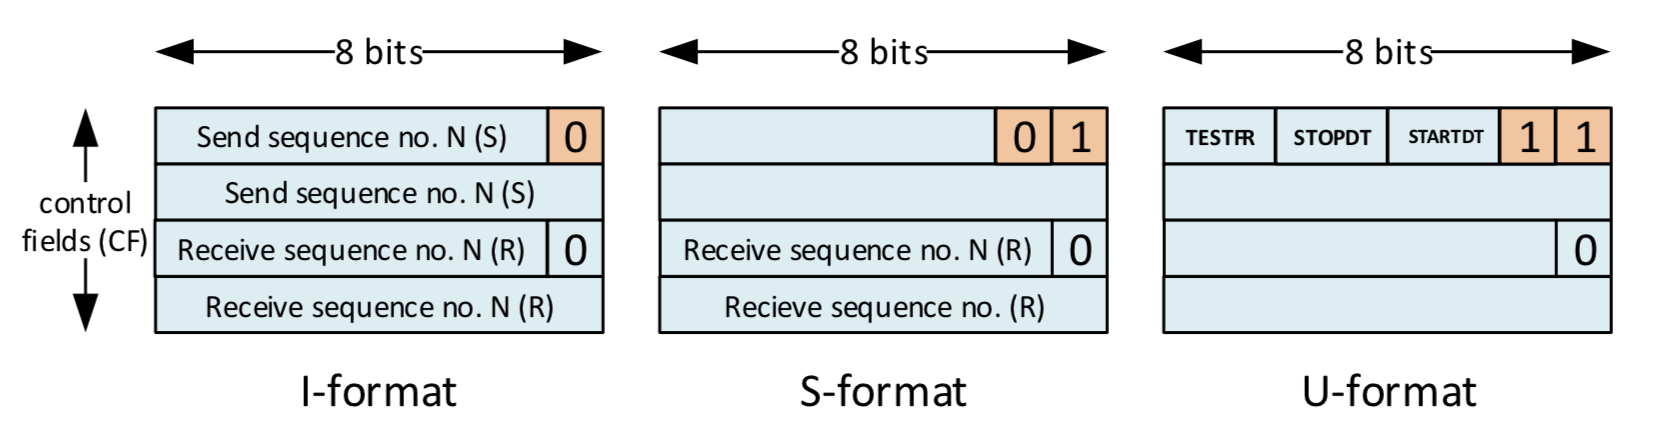 8 bits
8 bits
8 bits
control
fields (CF)
Send sequence no. N (S) 0
Send sequence no. N (S)
Receive sequence no. N (R) 0
Receive sequence no. N (R)
I-format
0 1
Receive sequence no. N (R) 0
Recieve sequence no. (R)
S-format
TESTFR STOPDT STARTDT 1 1
0
U-format